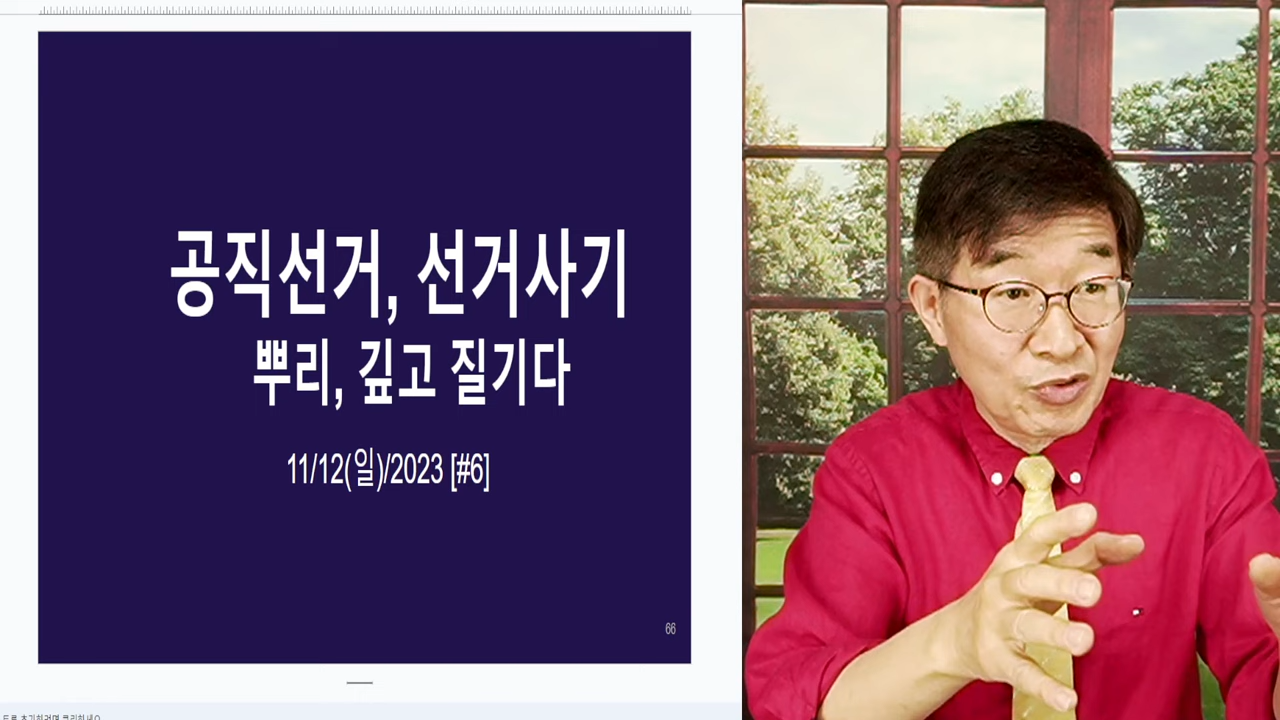 공직선거, 선거사기
뿌리, 깊고 질기다
11/12(일)/2023 [#6]
66